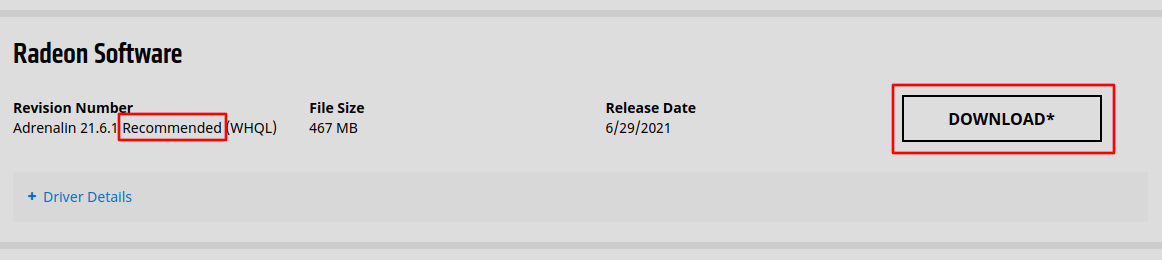 Radeon Software
Revision Number File Size Release Date
Adrenalin 21.6.1 Recommended (WHQL) 467 MB 6/29/2021 DOWNLOAD*
+ Driver Details